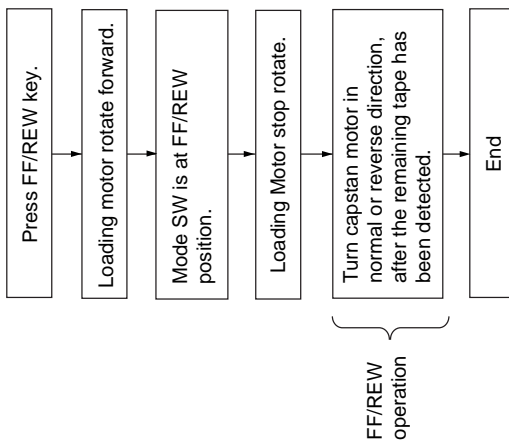 Press FF/REW key.
Loading motor rotate forward.
Mode SW is at FF/REW
position.
Loading Motor stop rotate.
Turn capstan motor in
normal or reverse direction,
after the remaining tape has
been detected.
FF/REW
operation
End